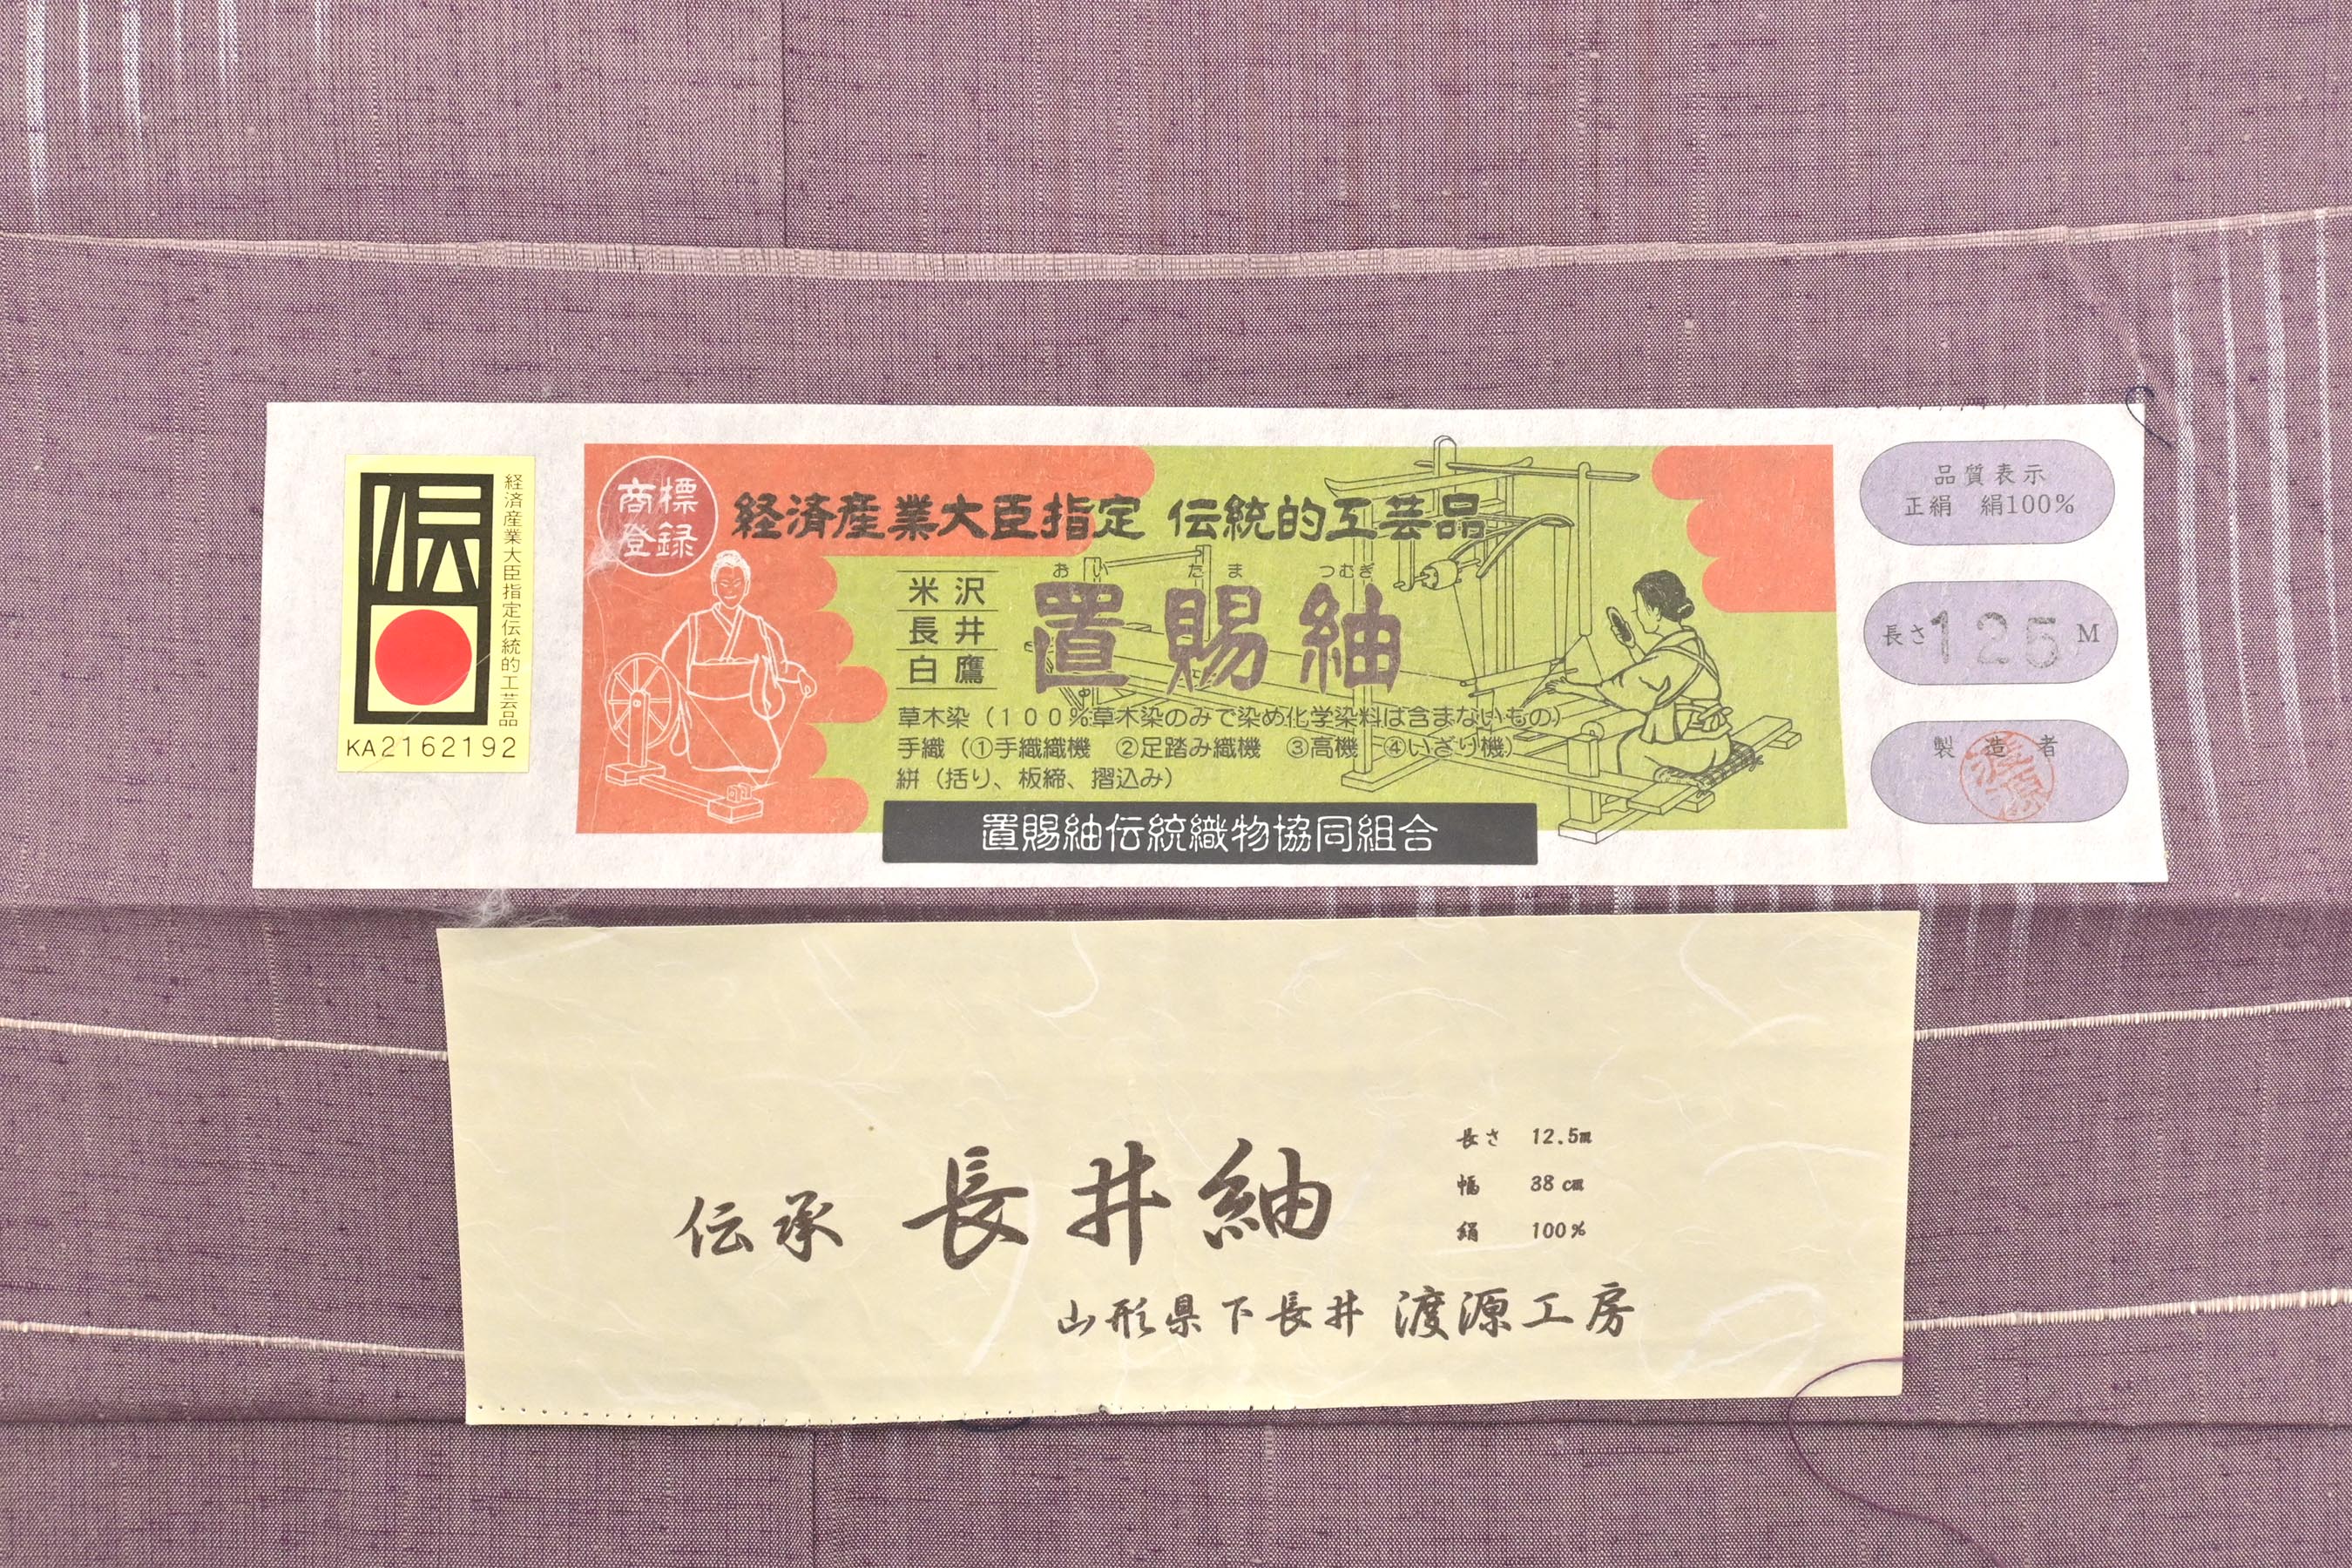 伝
経済産業大臣指定伝統的工芸品
KA2162192
商標
登録
経済産業大臣指定 伝統的工芸品
米沢
長井
白鷹
おい たま つむぎ
置賜紬
草木染（１００％草木染のみで染め化学染料は含まないもの）
手織（①手織織機 ②足踏み織機 ③高機 ④いざり機）
絣（括り、板締、摺込み）
置賜紬伝統織物協同組合
品質表示
正絹 絹100%
長さ125M
製造者
渡源
伝承 長井紬
長さ 12.5m
幅 38cm
絹 100%
山形県下長井 渡源工房